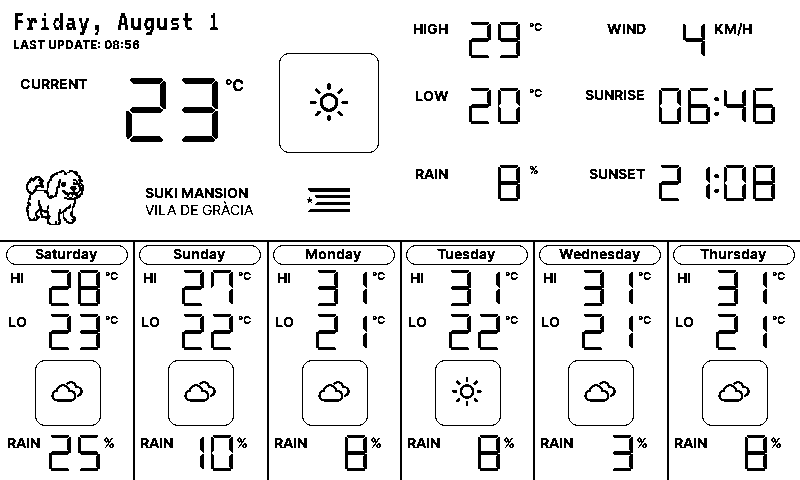 Friday, August 1
LAST UPDATE: 08:56
CURRENT 23 °C
SUKI MANSION
VILA DE GRÀCIA
HIGH 29 °C
LOW 20 °C
RAIN 8 %
WIND 4 KM/H
SUNRISE 06:46
SUNSET 21:08
Saturday
HI 28 °C
LO 23 °C
RAIN 25 %
Sunday
HI 27 °C
LO 22 °C
RAIN 10 %
Monday
HI 31 °C
LO 21 °C
RAIN 8 %
Tuesday
HI 31 °C
LO 22 °C
RAIN 8 %
Wednesday
HI 31 °C
LO 21 °C
RAIN 3 %
Thursday
HI 31 °C
LO 21 °C
RAIN 8 %